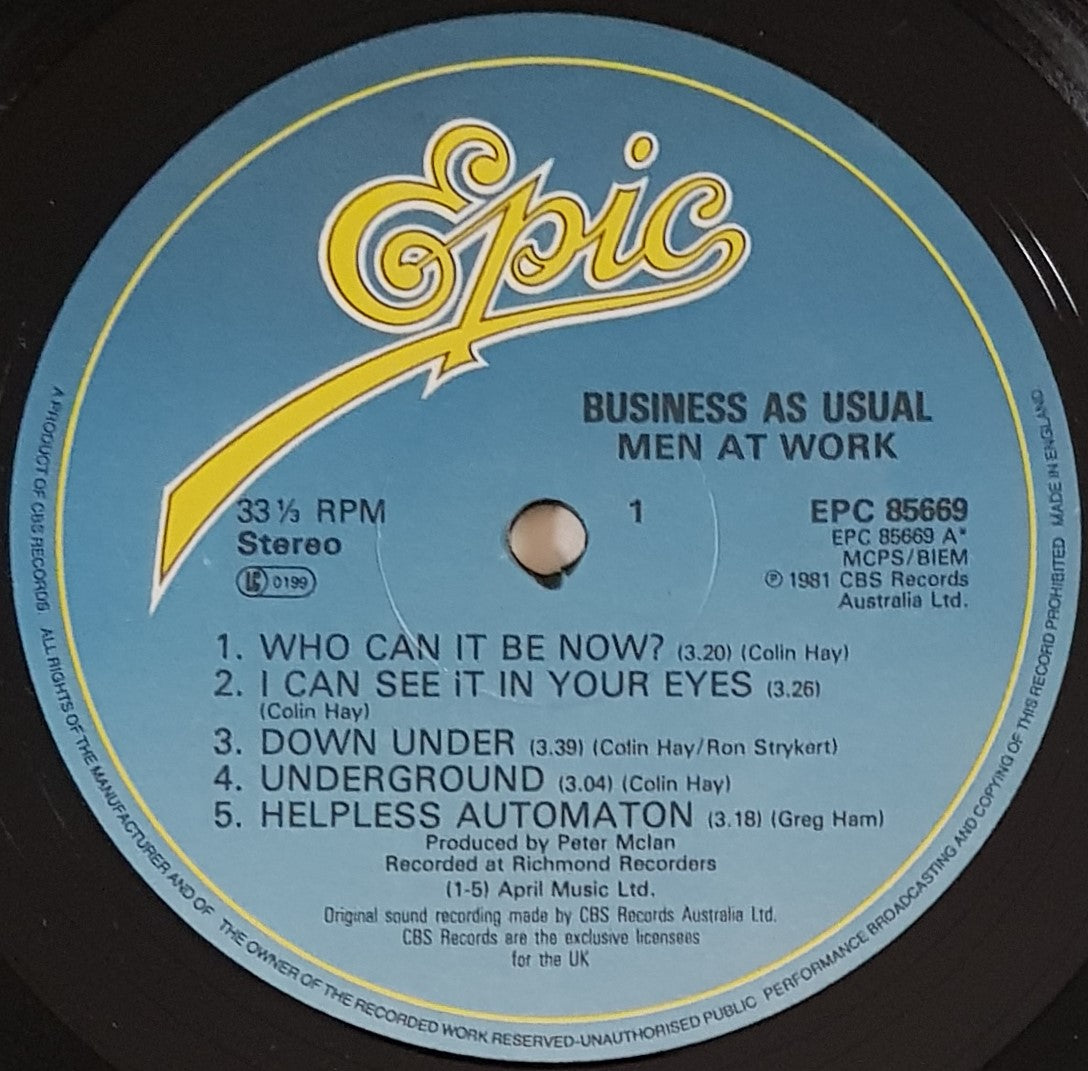 Epic
BUSINESS AS USUAL
MEN AT WORK
33 ⅓ RPM
Stereo
LC 0199
1
EPC 85669
EPC 85669 A*
MCPS/BIEM
℗ 1981 CBS Records
Australia Ltd.
1. WHO CAN IT BE NOW? (3.20) (Colin Hay)
2. I CAN SEE iT IN YOUR EYES (3.26)
(Colin Hay)
3. DOWN UNDER (3.39) (Colin Hay/Ron Strykert)
4. UNDERGROUND (3.04) (Colin Hay)
5. HELPLESS AUTOMATON (3.18) (Greg Ham)
Produced by Peter McIan
Recorded at Richmond Recorders
(1-5) April Music Ltd.
Original sound recording made by CBS Records Australia Ltd.
CBS Records are the exclusive licensees
for the UK
A PRODUCT OF CBS RECORDS. ALL RIGHTS OF THE MANUFACTURER AND OF THE OWNER OF THE RECORDED WORK RESERVED-UNAUTHORISED PUBLIC PERFORMANCE BROADCASTING AND COPYING OF THIS RECORD PROHIBITED MADE IN ENGLAND